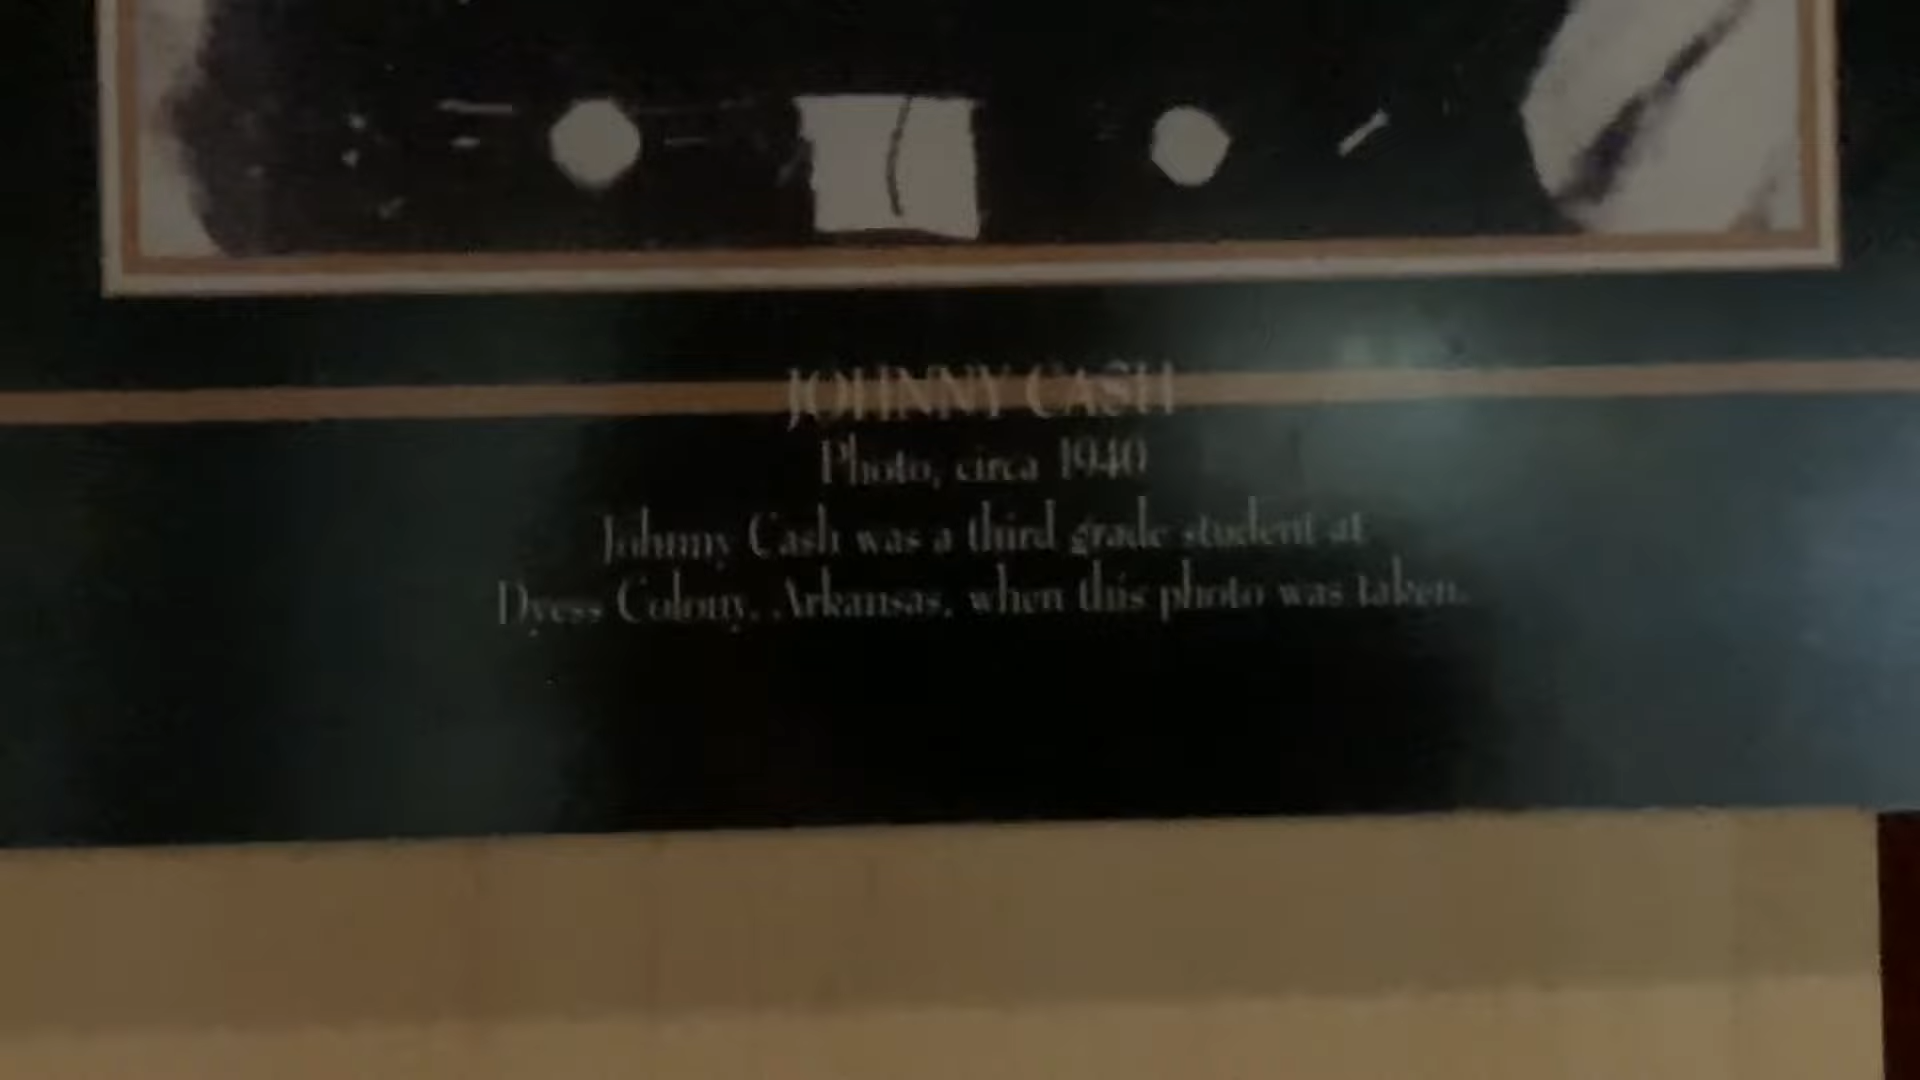 JOHNNY CASH
Photo, circa 1940
Johnny Cash was a third grade student at
Dyess Colony, Arkansas, when this photo was taken.